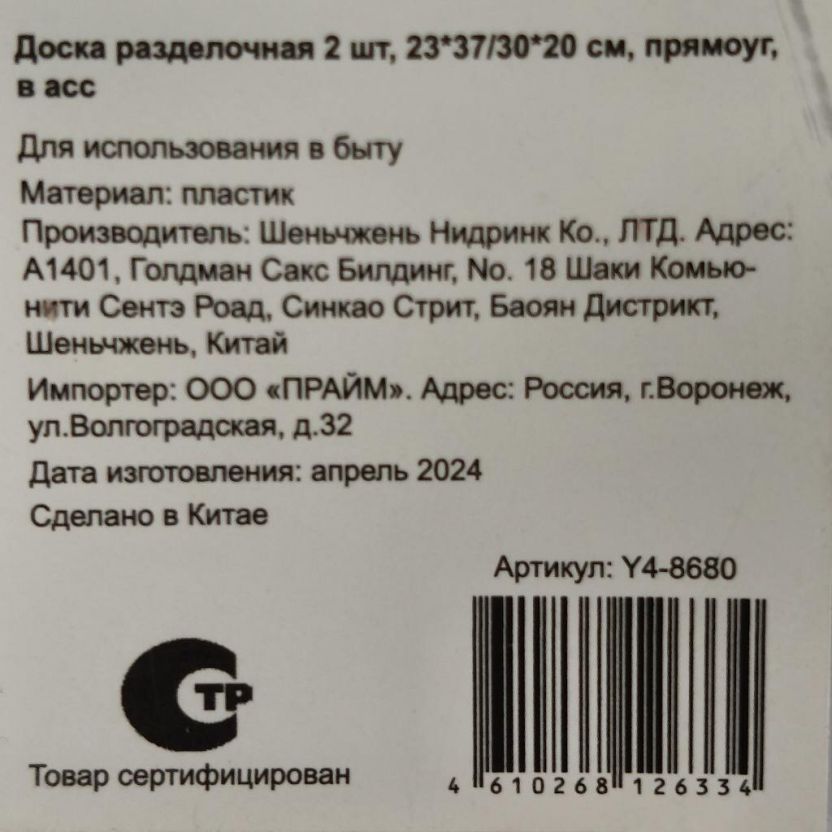 Доска разделочная 2 шт, 23*37/30*20 см, прямоуг,
в асс
Для использования в быту
Материал: пластик
Производитель: Шеньчжень Нидринк Ко., ЛТД. Адрес:
А1401, Голдман Сакс Билдинг, No. 18 Шаки Комью-
нити Сентэ Роад, Синкао Стрит, Баоян Дистрикт,
Шеньчжень, Китай
Импортер: ООО «ПРАЙМ». Адрес: Россия, г.Воронеж,
ул.Волгоградская, д.32
Дата изготовления: апрель 2024
Сделано в Китае
Артикул: Y4-8680
СТР
Товар сертифицирован
4 610268 126334